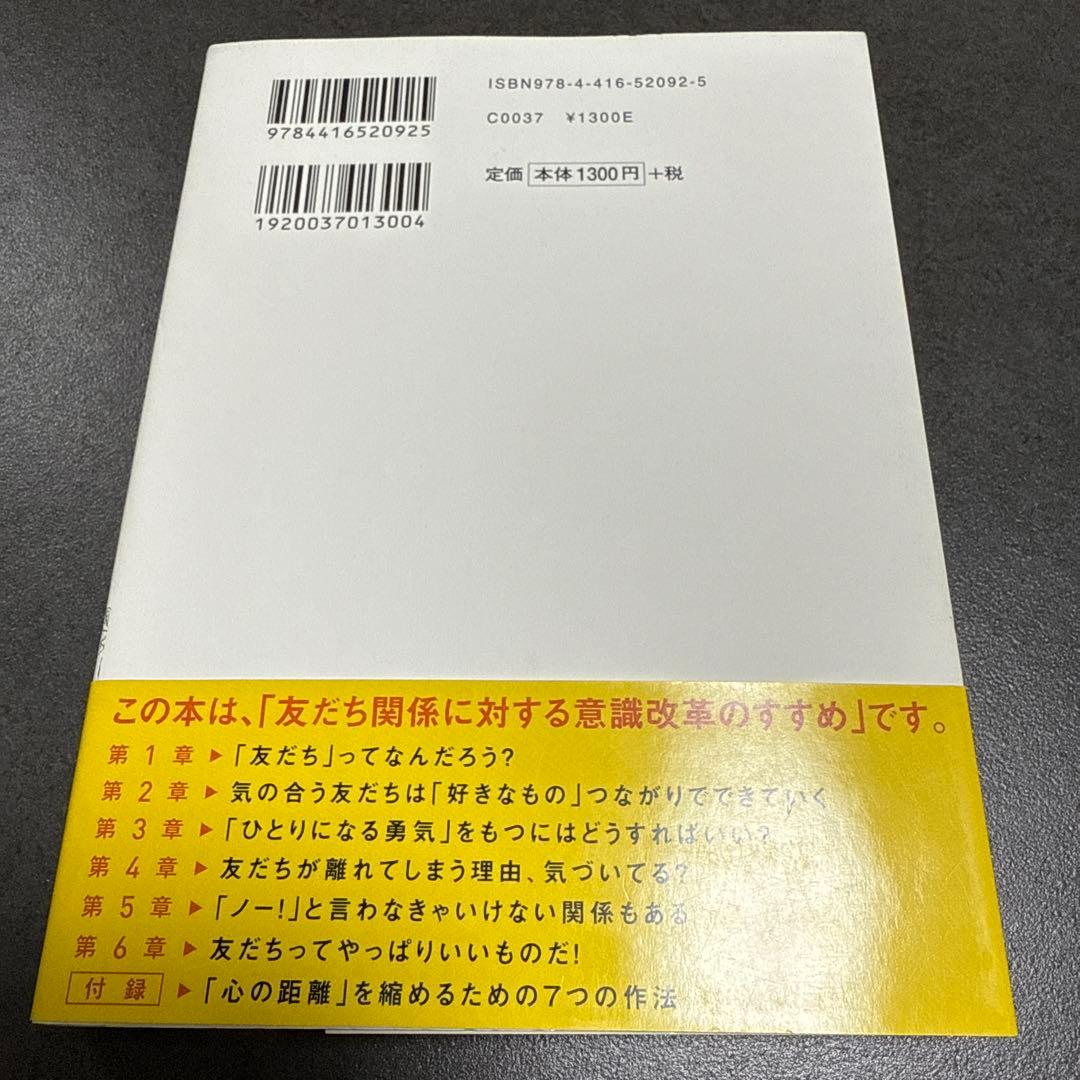 ISBN978-4-416-52092-5
9784416520925
C0037 ¥1300E
定価 本体1300円 +税
1920037013004
この本は、「友だち関係に対する意識改革のすすめ」です。
第1章▶「友だち」ってなんだろう?
第2章▶気の合う友だちは「好きなもの」つながりでできていく
第3章▶「ひとりになる勇気」をもつにはどうすればいい?
第4章▶友だちが離れてしまう理由、気づいてる?
第5章▶「ノー!」と言わなきゃいけない関係もある
第6章▶友だちってやっぱりいいものだ!
付録▶「心の距離」を縮めるための7つの作法